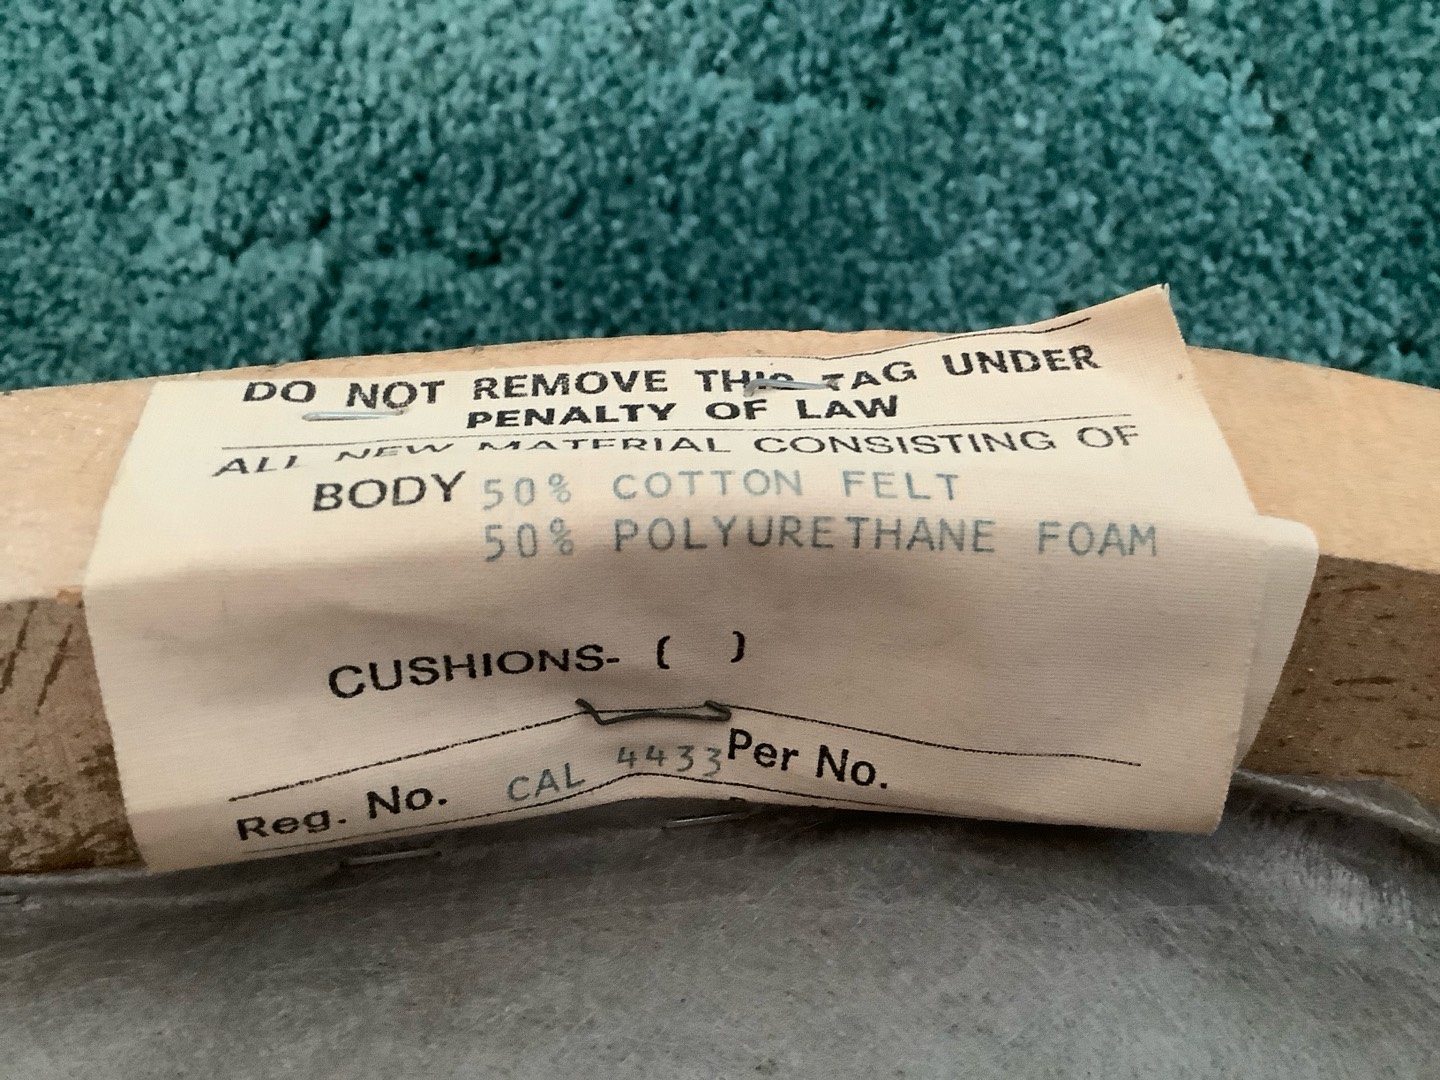 DO NOT REMOVE THIS TAG UNDER
PENALTY OF LAW
ALL NEW MATERIAL CONSISTING OF
BODY 50% COTTON FELT
50% POLYURETHANE FOAM
CUSHIONS- ( )
Reg. No. CAL 4433 Per No.